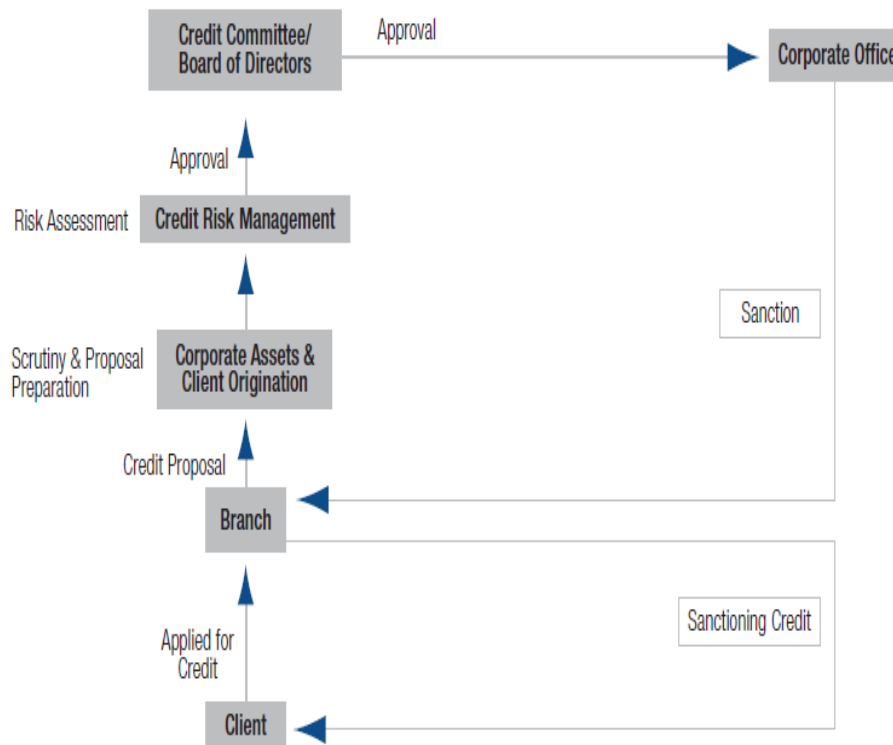 Credit Committee/
Board of Directors
Approval
Corporate Office
Approval
Risk Assessment
Credit Risk Management
Sanction
Scrutiny & Proposal
Preparation
Corporate Assets &
Client Origination
Credit Proposal
Branch
Sanctioning Credit
Applied for
Credit
Client